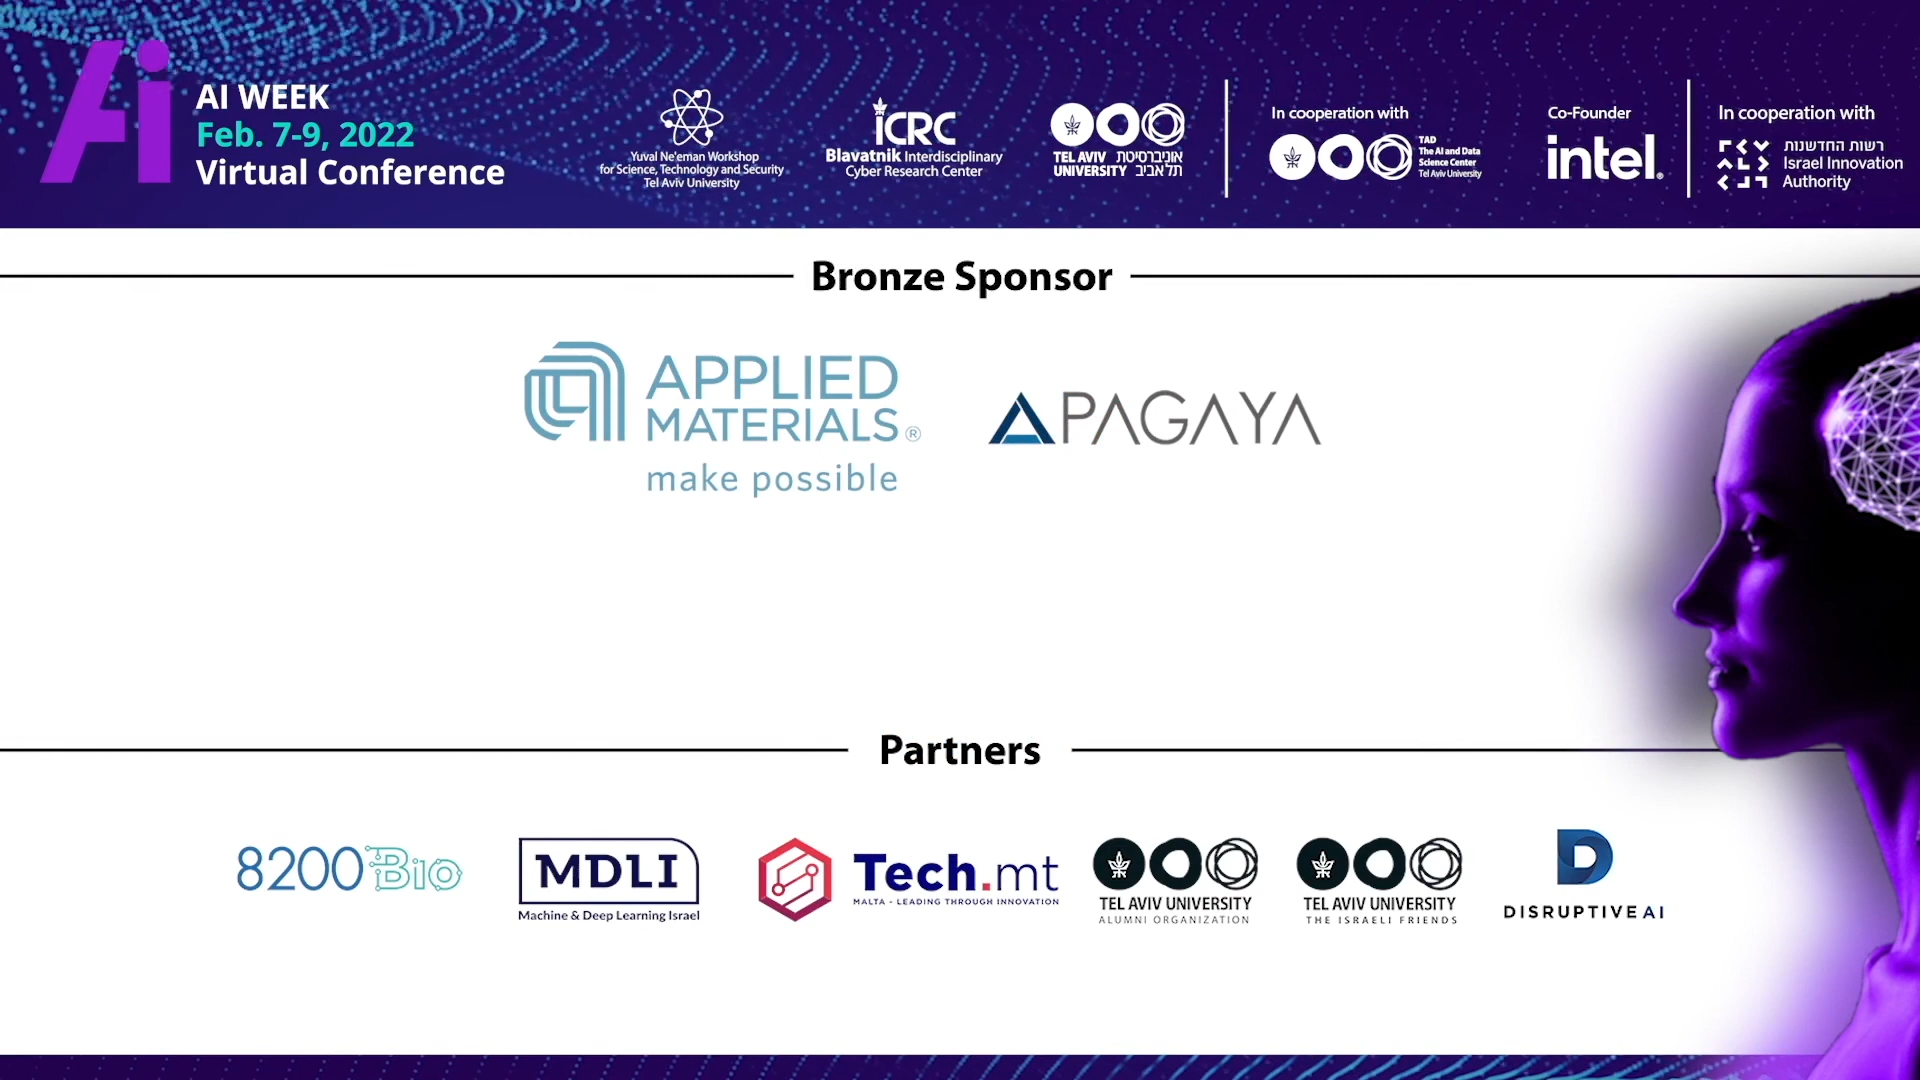 Ai
AI WEEK
Feb. 7-9, 2022
Virtual Conference
Yuval Ne'eman Workshop
for Science, Technology and Security
Tel Aviv University
iCRC
Blavatnik Interdisciplinary
Cyber Research Center
TEL AVIV אוניברסיטת
UNIVERSITY תל אביב
In cooperation with
TAD
The AI and Data
Science Center
Tel Aviv University
Co-Founder
intel®
In cooperation with
רשות החדשנות
Israel Innovation
Authority
Bronze Sponsor
APPLIED
MATERIALS®
make possible
PAGAYA
Partners
8200Bio
MDLI
Machine & Deep Learning Israel
Tech.mt
MALTA - LEADING THROUGH INNOVATION
TEL AVIV UNIVERSITY
ALUMNI ORGANIZATION
TEL AVIV UNIVERSITY
THE ISRAELI FRIENDS
DISRUPTIVE AI